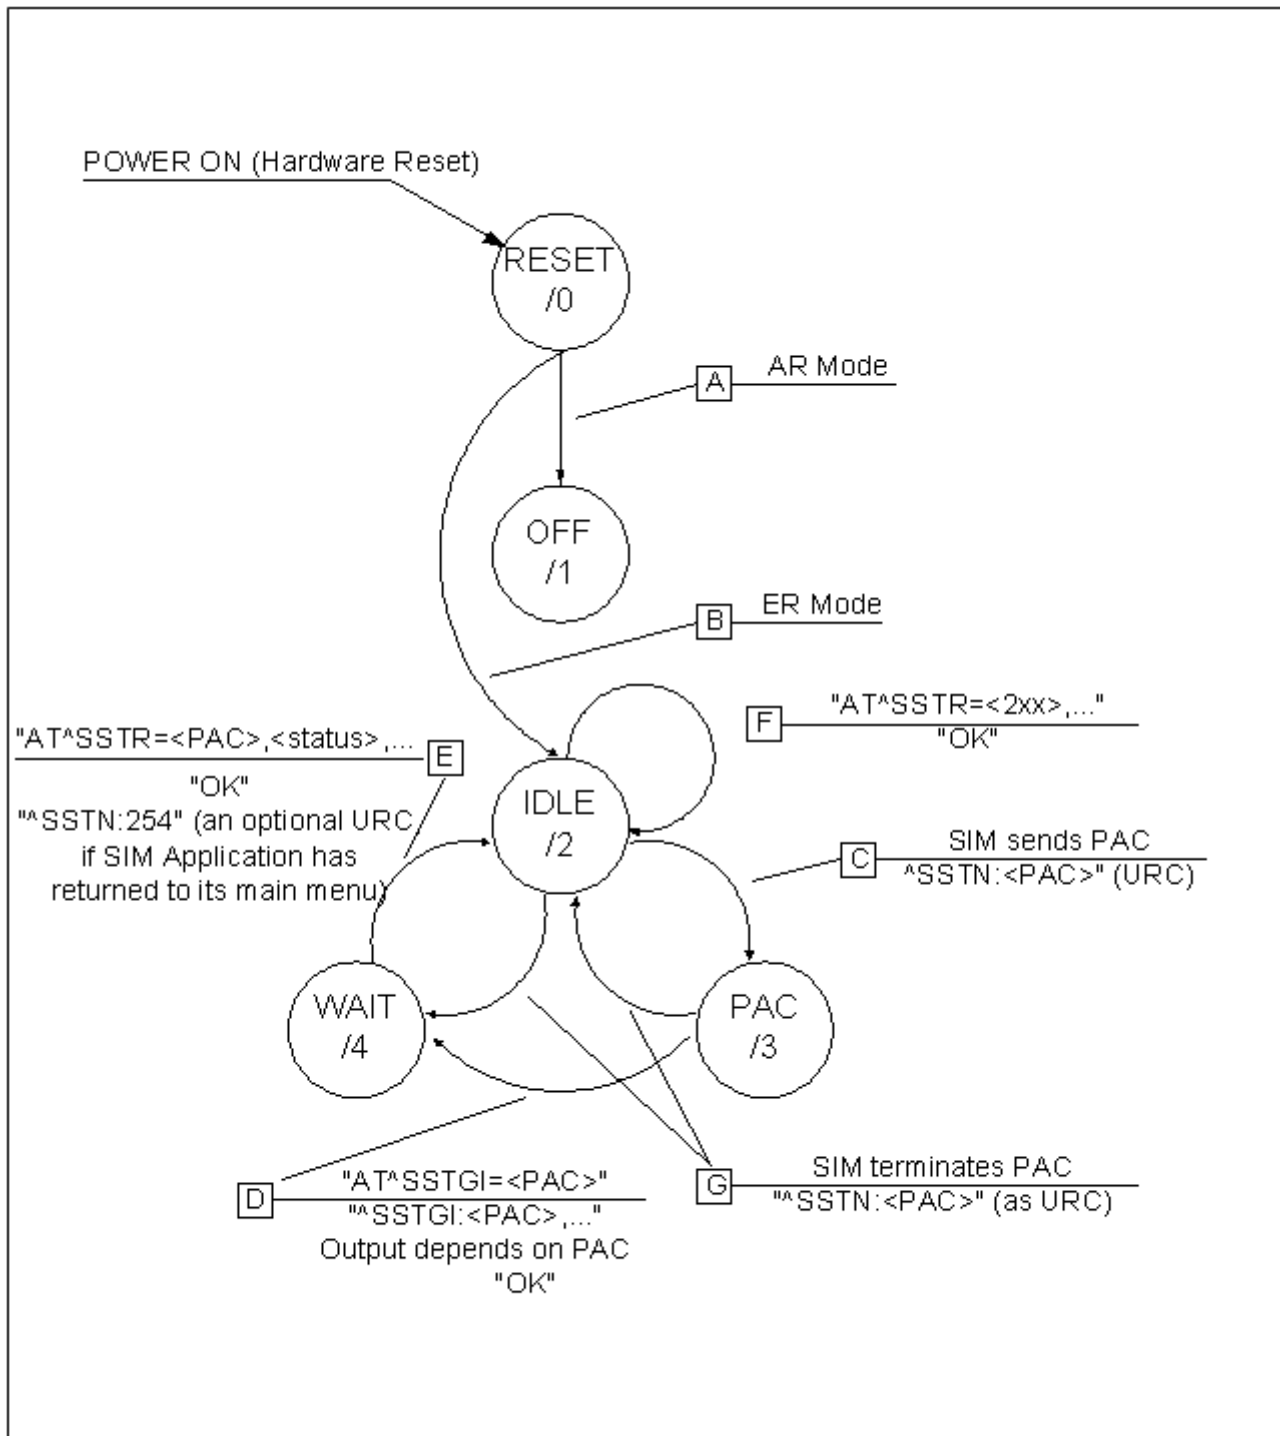 POWER ON (Hardware Reset)
RESET
/0
A
AR Mode
OFF
/1
B
ER Mode
"AT^SSTR=<PAC>,<status>,...
E
"OK"
"^SSTN:254" (an optional URC
if SIM Application has
returned to its main menu)
F
"AT^SSTR=<2xx>,..."
"OK"
IDLE
/2
C
SIM sends PAC
^SSTN:<PAC>" (URC)
WAIT
/4
PAC
/3
D
"AT^SSTGI=<PAC>"
"^SSTGI:<PAC>,..."
Output depends on PAC
"OK"
G
SIM terminates PAC
"^SSTN:<PAC>" (as URC)